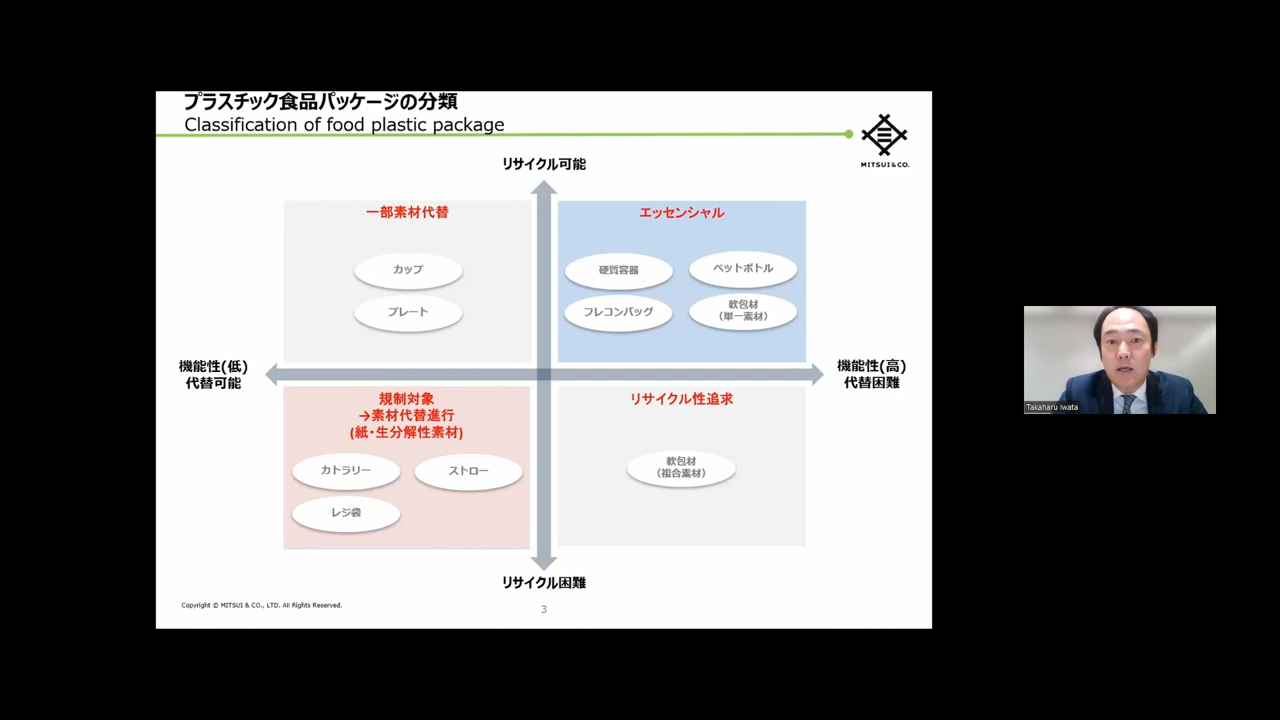 プラスチック食品パッケージの分類
Classification of food plastic package
MITSUI & CO.
リサイクル可能
一部素材代替
カップ
プレート
エッセンシャル
硬質容器
ペットボトル
フレコンバッグ
軟包材
(単一素材)
機能性(低)
代替可能
機能性(高)
代替困難
規制対象
→素材代替進行
(紙・生分解性素材)
カトラリー
ストロー
レジ袋
リサイクル性追求
軟包材
(複合素材)
リサイクル困難
Copyright © MITSUI & CO., LTD. All Rights Reserved.
3
Takaharu Iwata